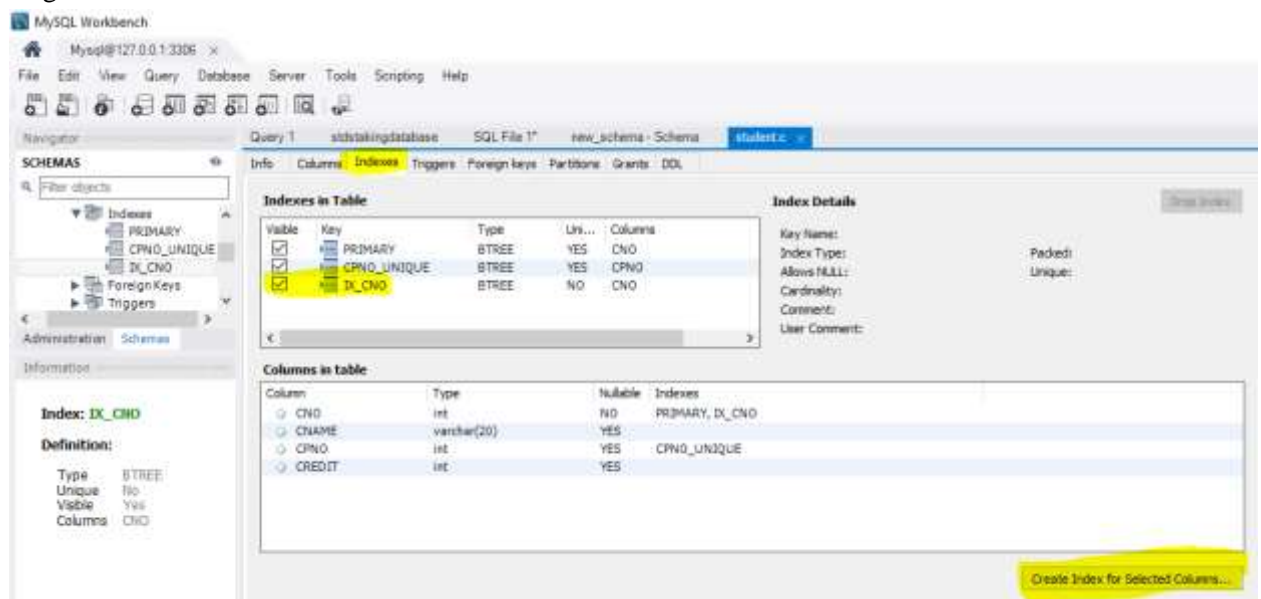 MySQL Workbench
Mysql@127.0.0.1:3306 ×
File Edit View Query Database Server Tools Scripting Help
Navigator
Query 1 stdstakingdatabase SQL File 1* new_schema - Schema student.c ×
SCHEMAS
Info Columns Indexes Triggers Foreign keys Partitions Grants DDL
Filter objects
Indexes in Table
Index Details
Drop Index
Indexes
PRIMARY
CPNO_UNIQUE
IX_CNO
Foreign Keys
Triggers
Visible Key Type Uni... Columns
PRIMARY BTREE YES CNO
CPNO_UNIQUE BTREE YES CPNO
IX_CNO BTREE NO CNO
Key Name:
Index Type: Packed:
Allows NULL: Unique:
Cardinality:
Comment:
User Comment:
Administration Schemas
Information
Columns in table
Column Type Nullable Indexes
CNO int NO PRIMARY, IX_CNO
CNAME varchar(20) YES
CPNO int YES CPNO_UNIQUE
CREDIT int YES
Index: IX_CNO
Definition:
Type BTREE
Unique No
Visible Yes
Columns CNO
Create Index for Selected Columns...